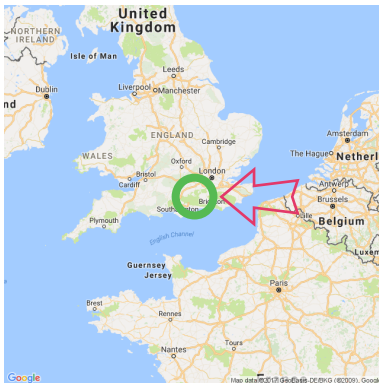 United
Kingdom
NORTHERN
IRELAND
Isle of Man
Leeds
Dublin
Liverpool
Manchester
nd
ENGLAND
Cambridge
Amsterdam
WALES
Oxford
The Hague
Netherl
London
Bristol
Cardiff
Antwerp
Brussels
Southampton
Plymouth
Belgium
English Channel
Guernsey
Jersey
Luxem
Paris
Brest
Rennes
Nantes
Tours
Google
Map data ©2017 GeoBasis-DE/BKG (©2009), Googl